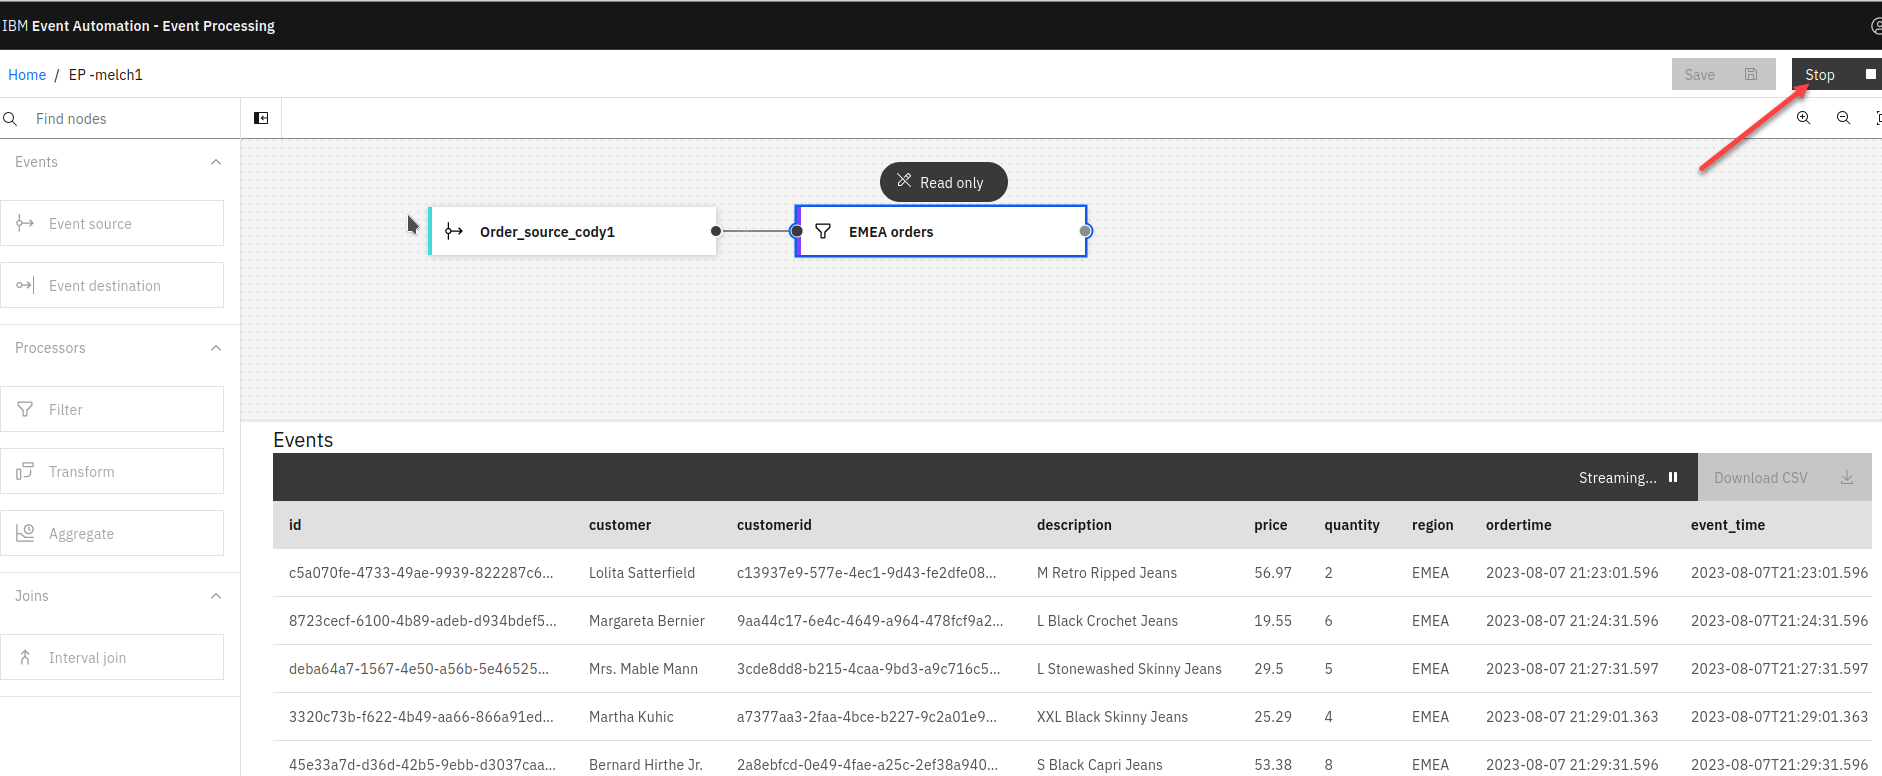 IBM Event Automation - Event Processing
Home / EP -melch1
Save
Stop
Find nodes
Events
Event source
Event destination
Processors
Filter
Transform
Aggregate
Joins
Interval join
Read only
Order_source_cody1
EMEA orders
Events
Streaming...
Download CSV
id customer customerid description price quantity region ordertime event_time
c5a070fe-4733-49ae-9939-822287c6... Lolita Satterfield c13937e9-577e-4ec1-9d43-fe2dfe08... M Retro Ripped Jeans 56.97 2 EMEA 2023-08-07 21:23:01.596 2023-08-07T21:23:01.596
8723cecf-6100-4b89-adeb-d934bdef5... Margareta Bernier 9aa44c17-6e4c-4649-a964-478fcf9a2... L Black Crochet Jeans 19.55 6 EMEA 2023-08-07 21:24:31.596 2023-08-07T21:24:31.596
deba64a7-1567-4e50-a56b-5e46525... Mrs. Mable Mann 3cde8dd8-b215-4caa-9bd3-a9c716c5... L Stonewashed Skinny Jeans 29.5 5 EMEA 2023-08-07 21:27:31.597 2023-08-07T21:27:31.597
3320c73b-f622-4b49-aa66-866a91ed... Martha Kuhic a7377aa3-2faa-4bce-b227-9c2a01e9... XXL Black Skinny Jeans 25.29 4 EMEA 2023-08-07 21:29:01.363 2023-08-07T21:29:01.363
45e33a7d-d36d-42b5-9ebb-d3037caa... Bernard Hirthe Jr. 2a8ebfcd-0e49-4fae-a25c-2ef38a940... S Black Capri Jeans 53.38 8 EMEA 2023-08-07 21:29:31.596 2023-08-07T21:29:31.596